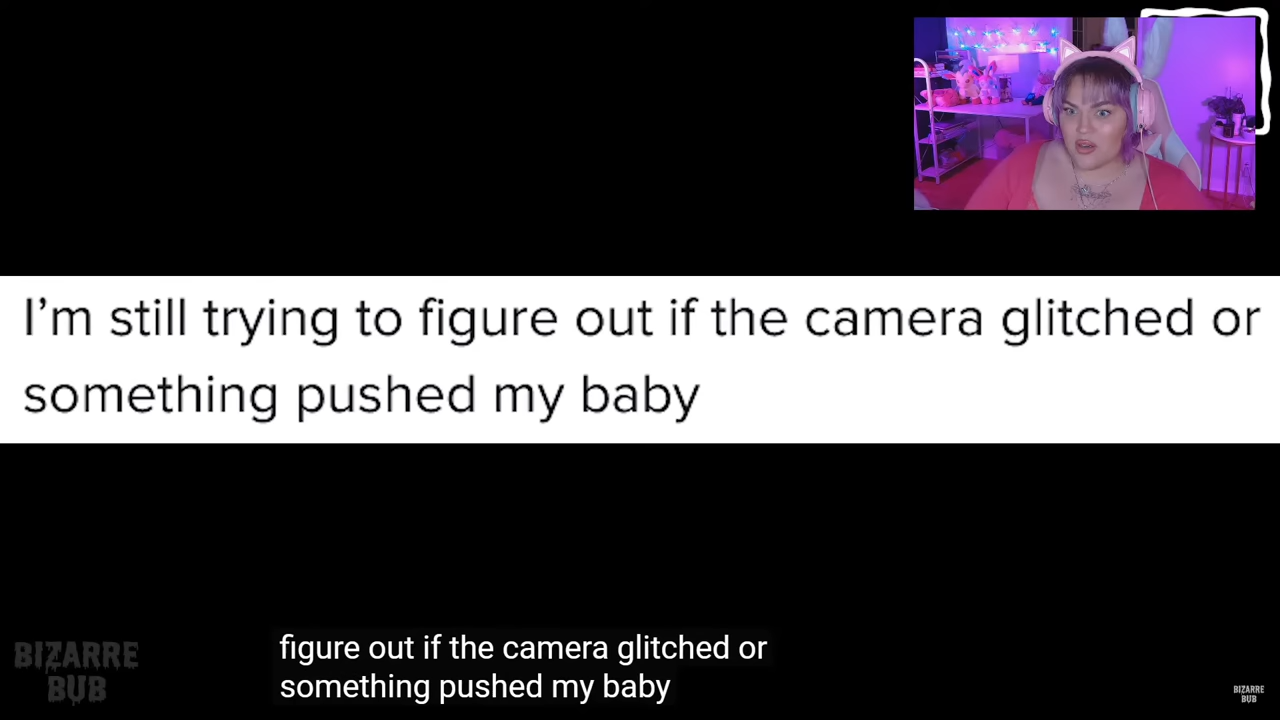 I’m still trying to figure out if the camera glitched or
something pushed my baby
figure out if the camera glitched or
something pushed my baby
BIZARRE
BUB
BIZARRE
BUB